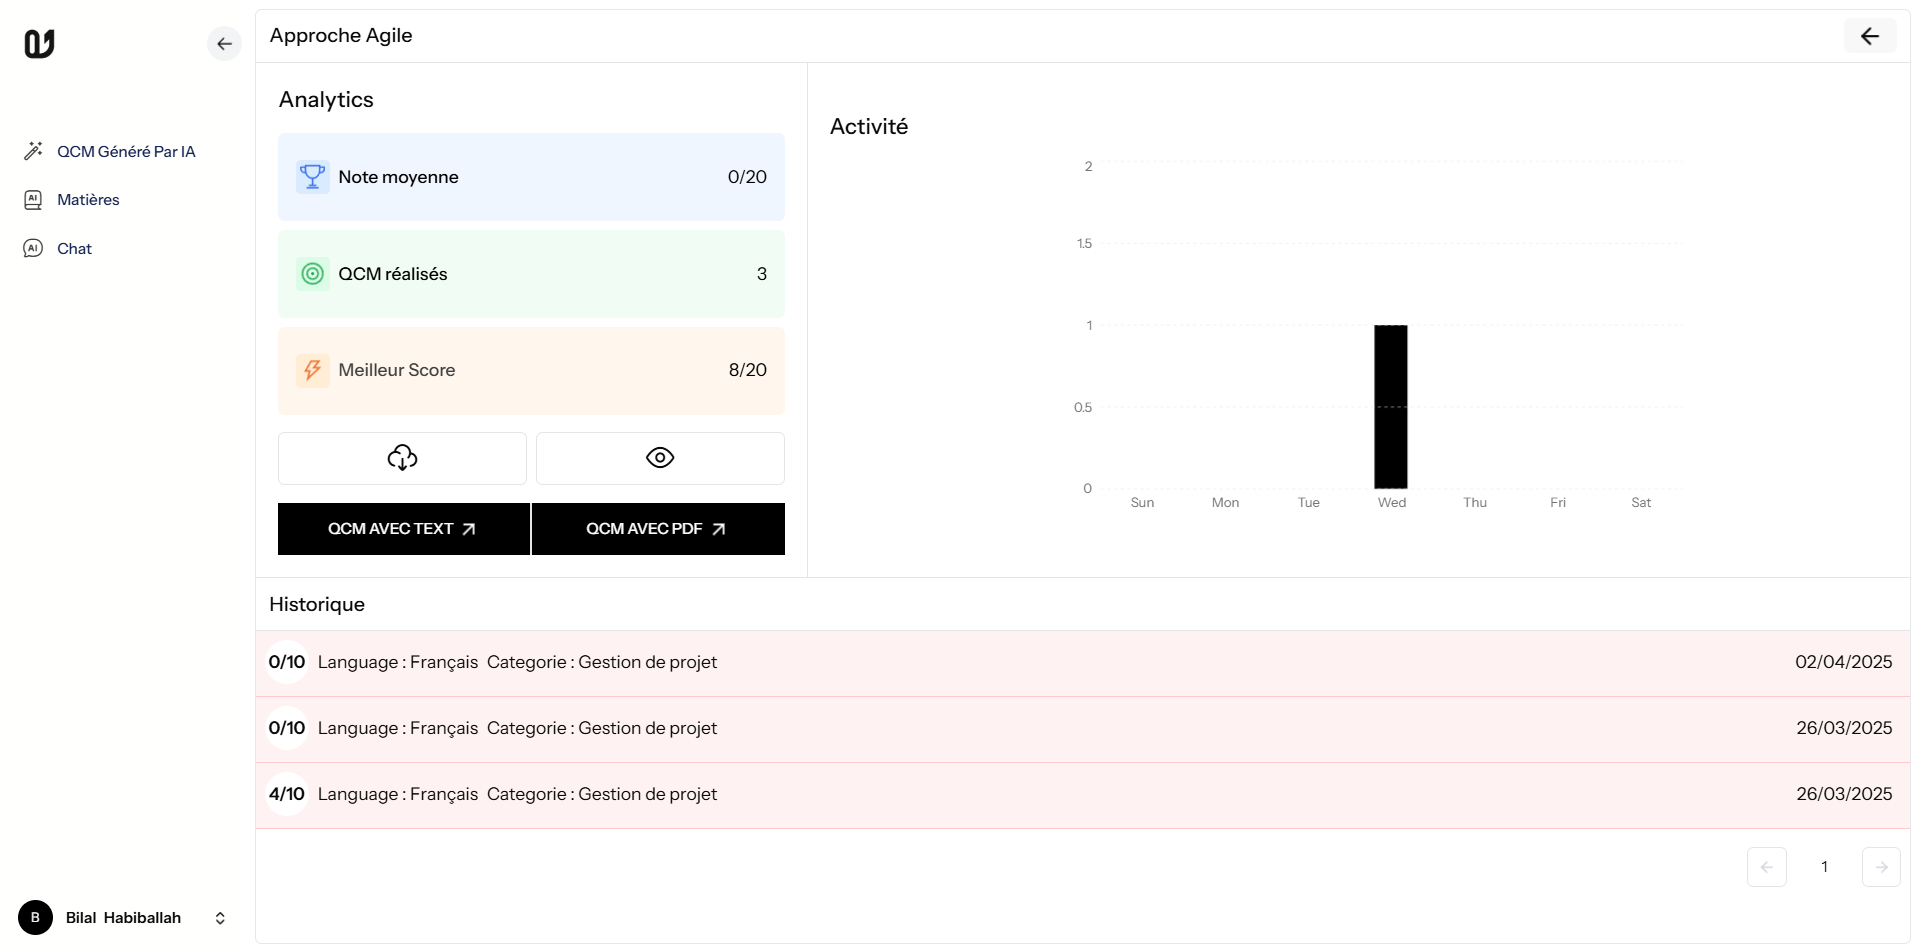 Approche Agile
QCM Généré Par IA
Matières
Chat
Analytics
Note moyenne 0/20
QCM réalisés 3
Meilleur Score 8/20
QCM AVEC TEXT
QCM AVEC PDF
Activité
2
1.5
1
0.5
0
Sun Mon Tue Wed Thu Fri Sat
Historique
0/10 Language : Français Categorie : Gestion de projet 02/04/2025
0/10 Language : Français Categorie : Gestion de projet 26/03/2025
4/10 Language : Français Categorie : Gestion de projet 26/03/2025
1
B Bilal Habiballah